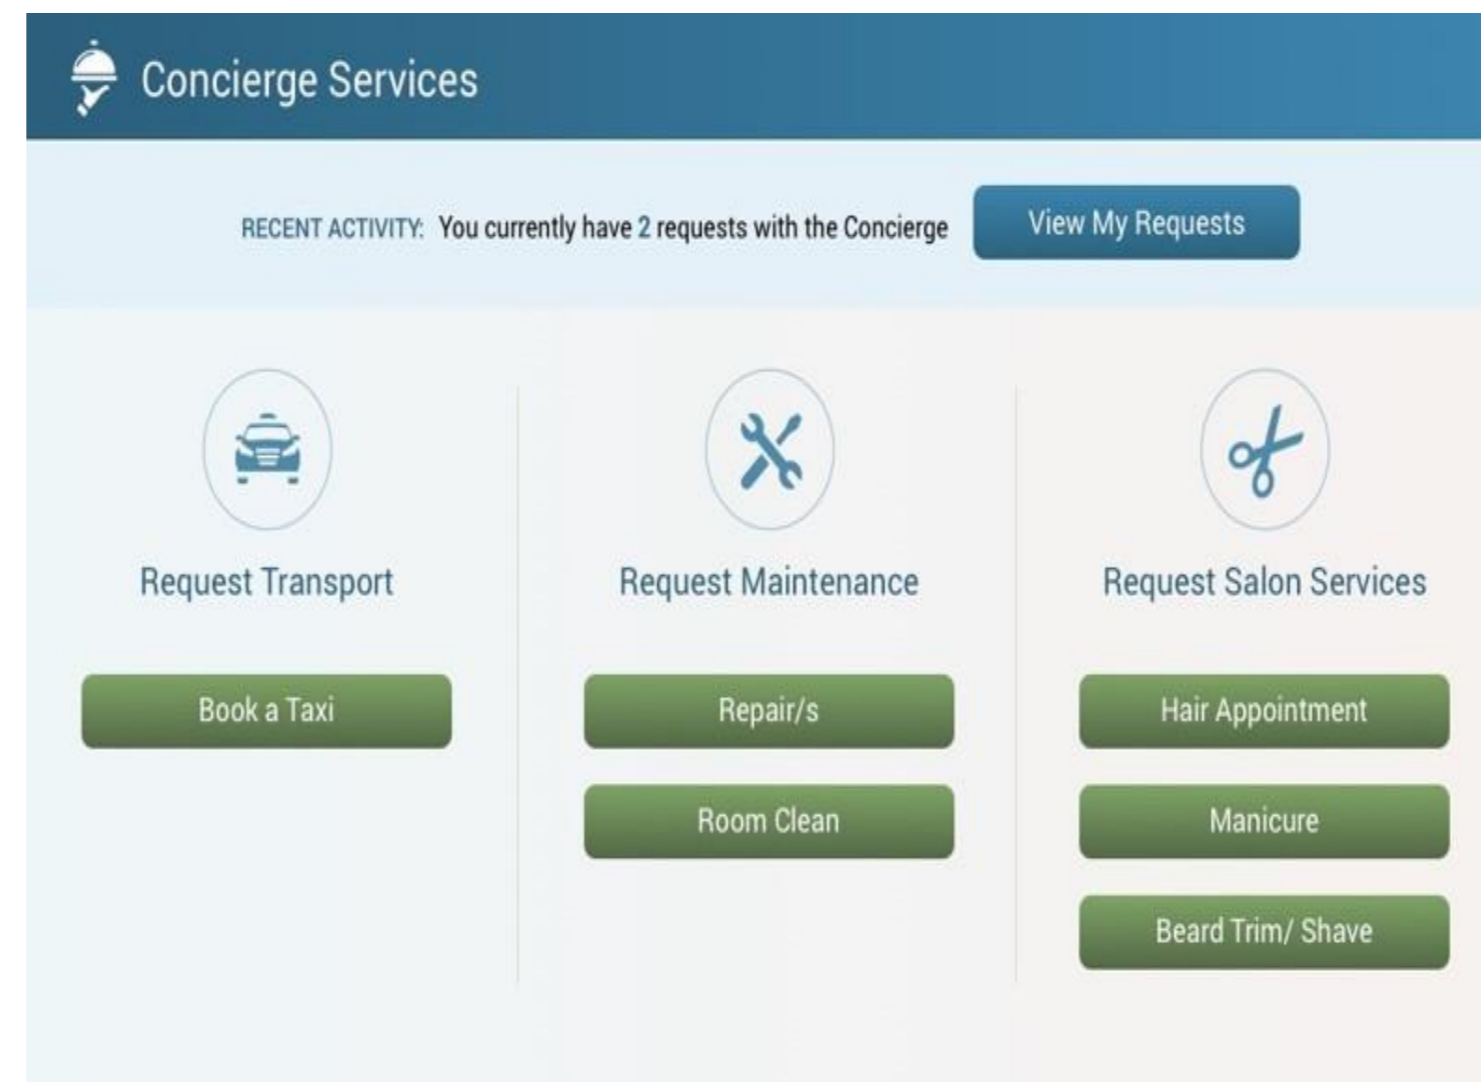 Concierge Services
RECENT ACTIVITY: You currently have 2 requests with the Concierge
View My Requests
Request Transport
Book a Taxi
Request Maintenance
Repair/s
Room Clean
Request Salon Services
Hair Appointment
Manicure
Beard Trim/ Shave